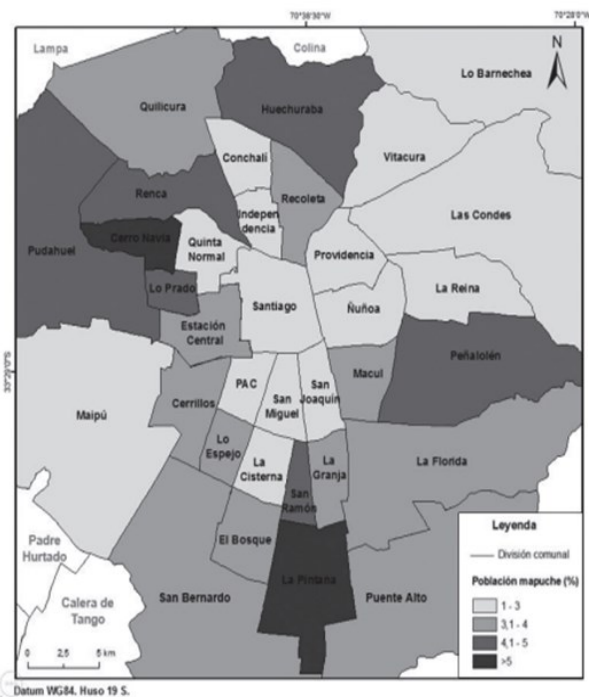 70°38'30"W
70°28'0"W
Lampa
Colina
N
Lo Barnechea
Quilicura
Huechuraba
Conchalí
Vitacura
Renca
Recoleta
Indepen
dencia
Las Condes
Cerro Navia
Quinta
Normal
Pudahuel
Providencia
Lo Prado
La Reina
Santiago
Ñuñoa
Estación
Central
Peñalolén
33°29'0"S
PAC
San
Miguel
San
Joaquín
Macul
Cerrillos
Maipú
Lo
Espejo
La
Cisterna
La
Granja
La Florida
San
Ramón
El Bosque
Padre
Hurtado
La Pintana
San Bernardo
Puente Alto
Calera de
Tango
Leyenda
División comunal
Población mapuche (%)
1 - 3
3,1 - 4
4,1 - 5
>5
0 2,5 5 km
Datum WG84. Huso 19 S.